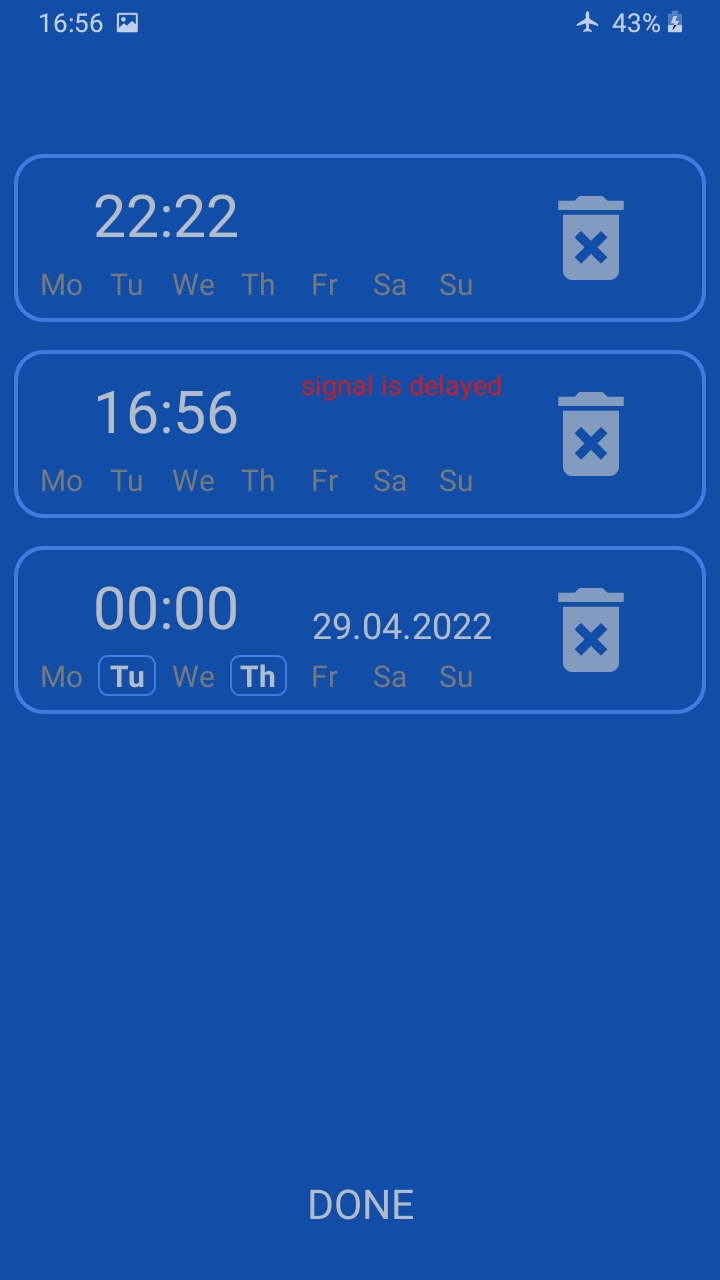 16:56 43%
22:22
Mo Tu We Th Fr Sa Su
signal is delayed
16:56
Mo Tu We Th Fr Sa Su
00:00 29.04.2022
Mo Tu We Th Fr Sa Su
DONE